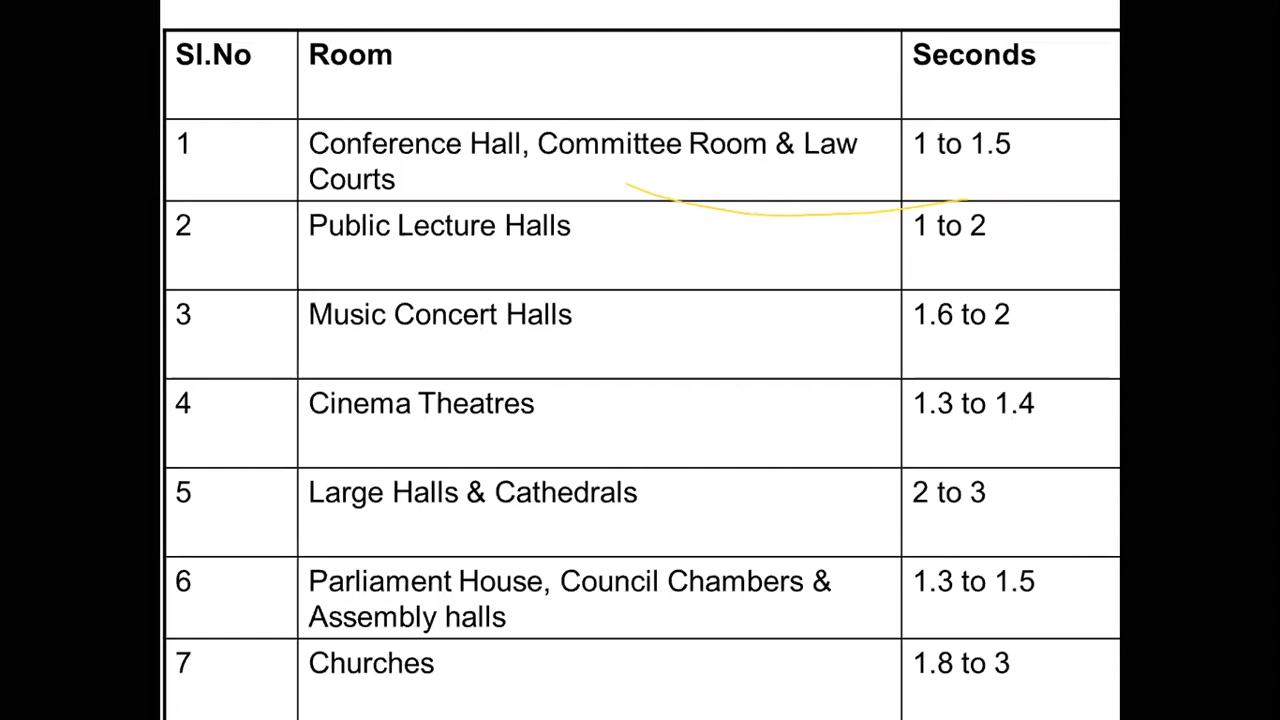 Sl.No Room Seconds
1 Conference Hall, Committee Room & Law 1 to 1.5
Courts
2 Public Lecture Halls 1 to 2
3 Music Concert Halls 1.6 to 2
4 Cinema Theatres 1.3 to 1.4
5 Large Halls & Cathedrals 2 to 3
6 Parliament House, Council Chambers & 1.3 to 1.5
Assembly halls
7 Churches 1.8 to 3